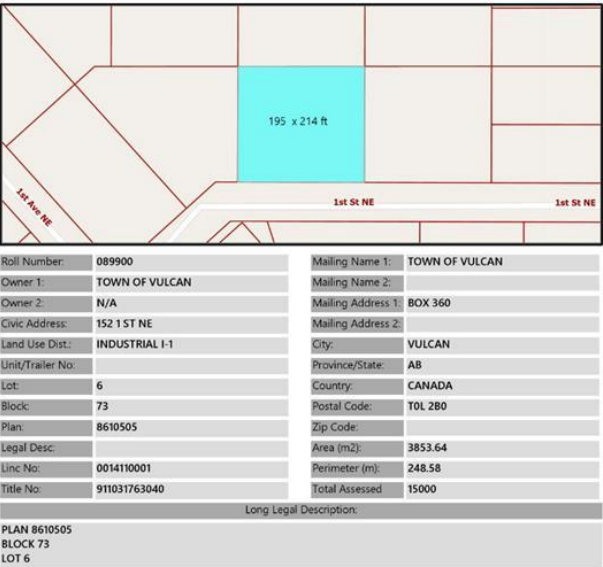 195 x 214 ft
1st Ave NE
1st St NE
1st St NE
Roll Number: 089900
Mailing Name 1: TOWN OF VULCAN
Owner 1: TOWN OF VULCAN
Mailing Name 2:
Owner 2: N/A
Mailing Address 1: BOX 360
Civic Address: 152 1 ST NE
Mailing Address 2:
Land Use Dist.: INDUSTRIAL I-1
City: VULCAN
Unit/Trailer No:
Province/State: AB
Lot: 6
Country: CANADA
Block: 73
Postal Code: T0L 2B0
Plan: 8610505
Zip Code:
Legal Desc:
Area (m2): 3853.64
Linc No: 0014110001
Perimeter (m): 248.58
Title No: 911031763040
Total Assessed 15000
Long Legal Description:
PLAN 8610505
BLOCK 73
LOT 6